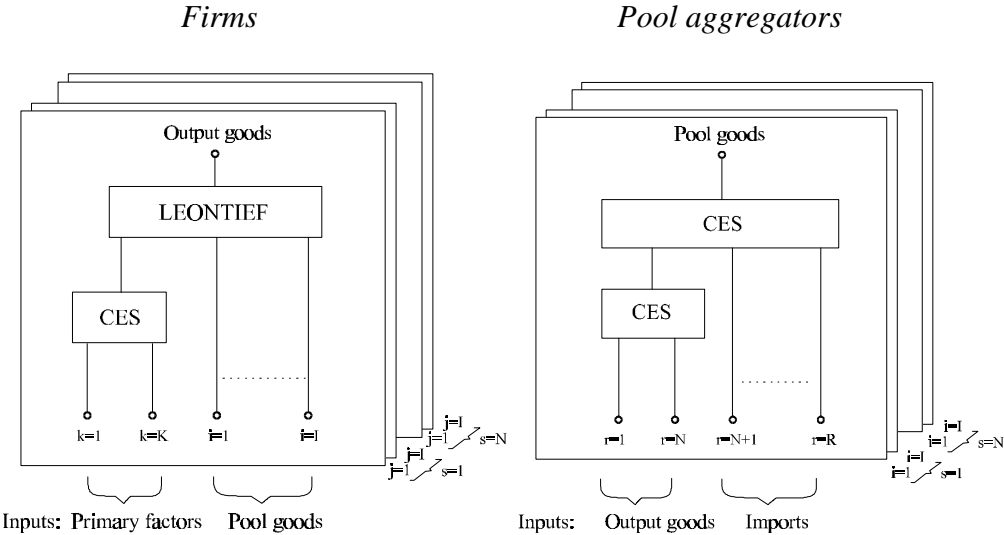 Firms
Pool aggregators
Output goods
LEONTIEF
CES
k=1 k=K i=1 i=I
j=I
j=1 s=N
j=I
j=1 s=1
Inputs: Primary factors Pool goods
Pool goods
CES
CES
r=1 r=N r=N+1 r=R
i=I
i=1 s=N
i=I
i=1 s=1
Inputs: Output goods Imports